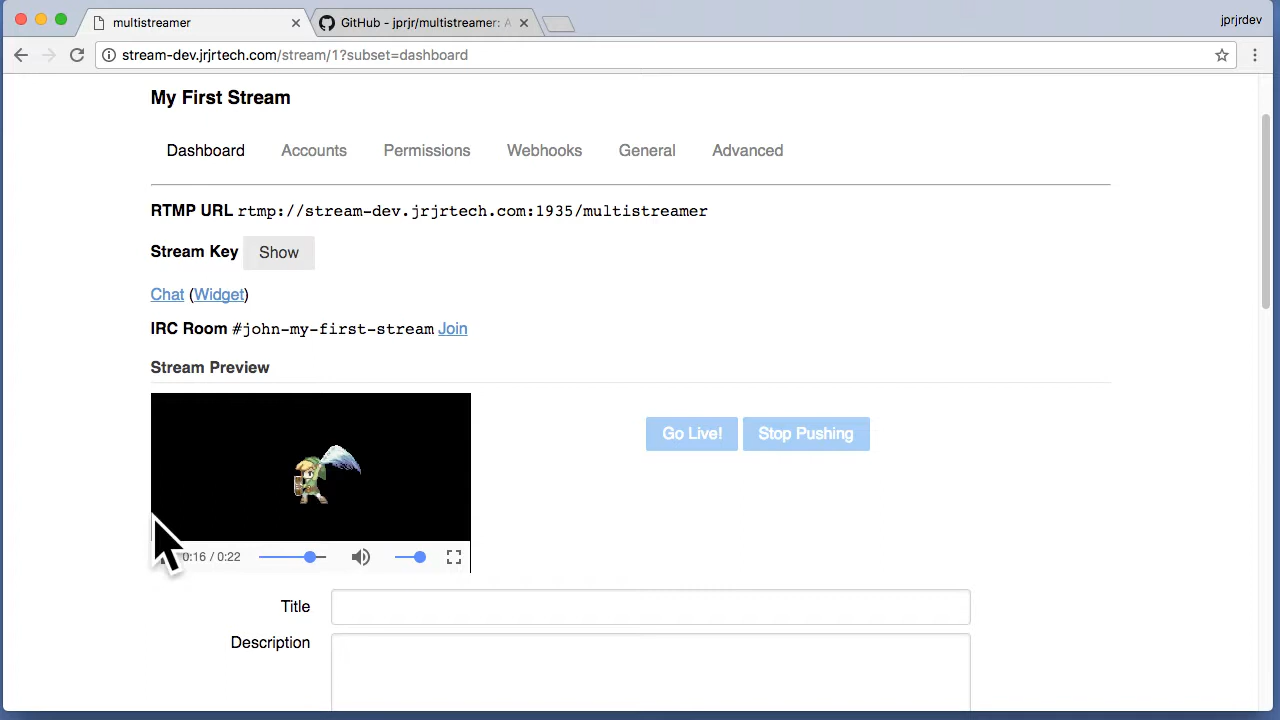 multistreamer
GitHub - jprjr/multistreamer: A
jprjrdev
stream-dev.jrjrtech.com/stream/1?subset=dashboard
My First Stream
Dashboard Accounts Permissions Webhooks General Advanced
RTMP URL rtmp://stream-dev.jrjrtech.com:1935/multistreamer
Stream Key Show
Chat (Widget)
IRC Room #john-my-first-stream Join
Stream Preview
Go Live! Stop Pushing
0:16 / 0:22
Title
Description